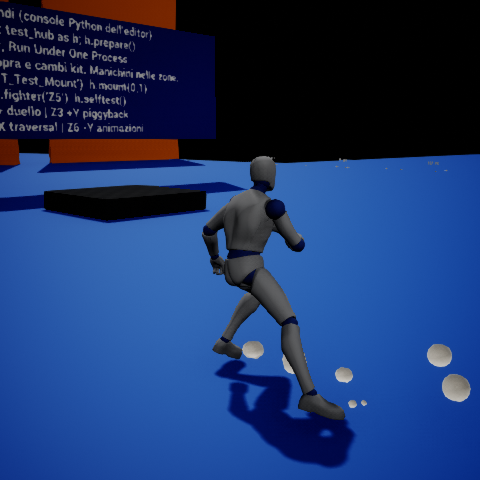 ndi (console Python dell'editor)
t test_hub as h; h.prepare()
, Run Under One Process
opra e cambi kit. Manichini nelle zone.
T_Test_Mount') h.mount(0,1)
.fighter('Z5') h.selftest()
duello | Z3 +Y piggyback
X traversal | Z6 -Y animazioni